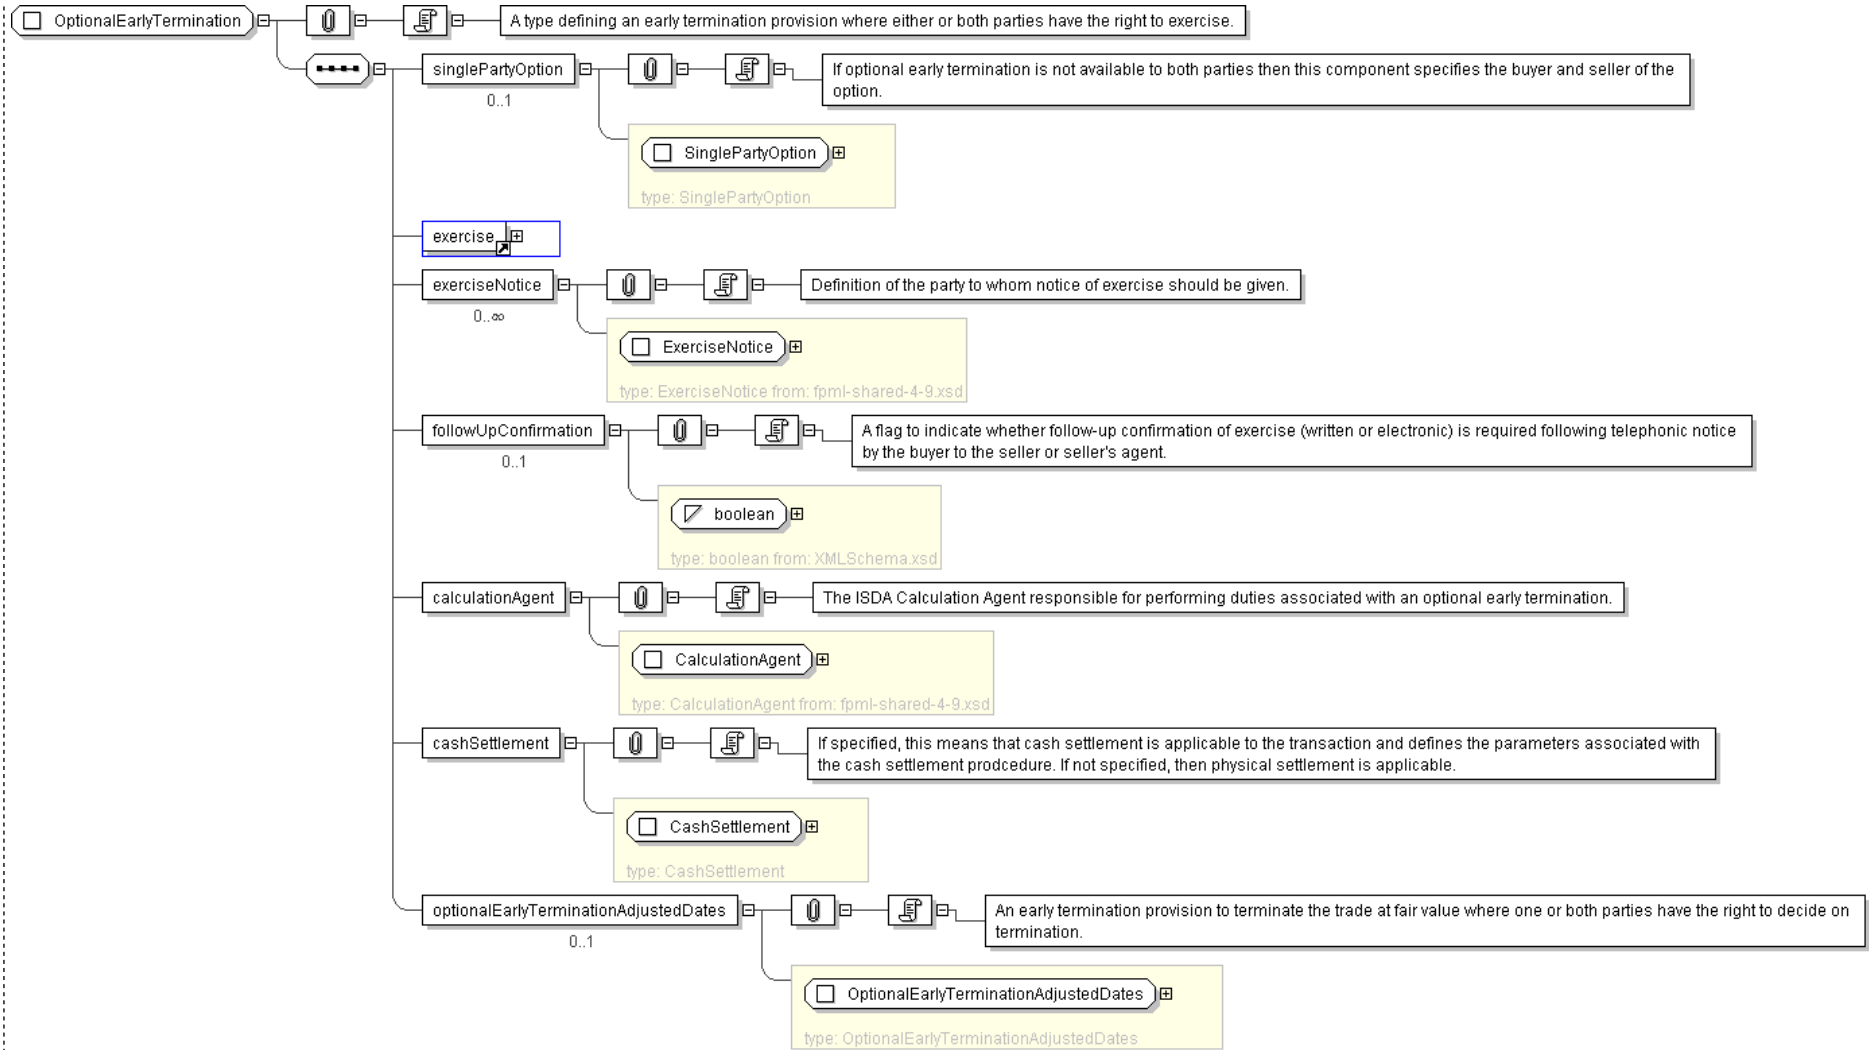 OptionalEarlyTermination
A type defining an early termination provision where either or both parties have the right to exercise.
singlePartyOption
0..1
If optional early termination is not available to both parties then this component specifies the buyer and seller of the
option.
SinglePartyOption
type: SinglePartyOption
exercise
exerciseNotice
0..∞
Definition of the party to whom notice of exercise should be given.
ExerciseNotice
type: ExerciseNotice from: fpml-shared-4-9.xsd
followUpConfirmation
0..1
A flag to indicate whether follow-up confirmation of exercise (written or electronic) is required following telephonic notice
by the buyer to the seller or seller's agent.
boolean
type: boolean from: XMLSchema.xsd
calculationAgent
The ISDA Calculation Agent responsible for performing duties associated with an optional early termination.
CalculationAgent
type: CalculationAgent from: fpml-shared-4-9.xsd
cashSettlement
If specified, this means that cash settlement is applicable to the transaction and defines the parameters associated with
the cash settlement prodcedure. If not specified, then physical settlement is applicable.
CashSettlement
type: CashSettlement
optionalEarlyTerminationAdjustedDates
0..1
An early termination provision to terminate the trade at fair value where one or both parties have the right to decide on
termination.
OptionalEarlyTerminationAdjustedDates
type: OptionalEarlyTerminationAdjustedDates